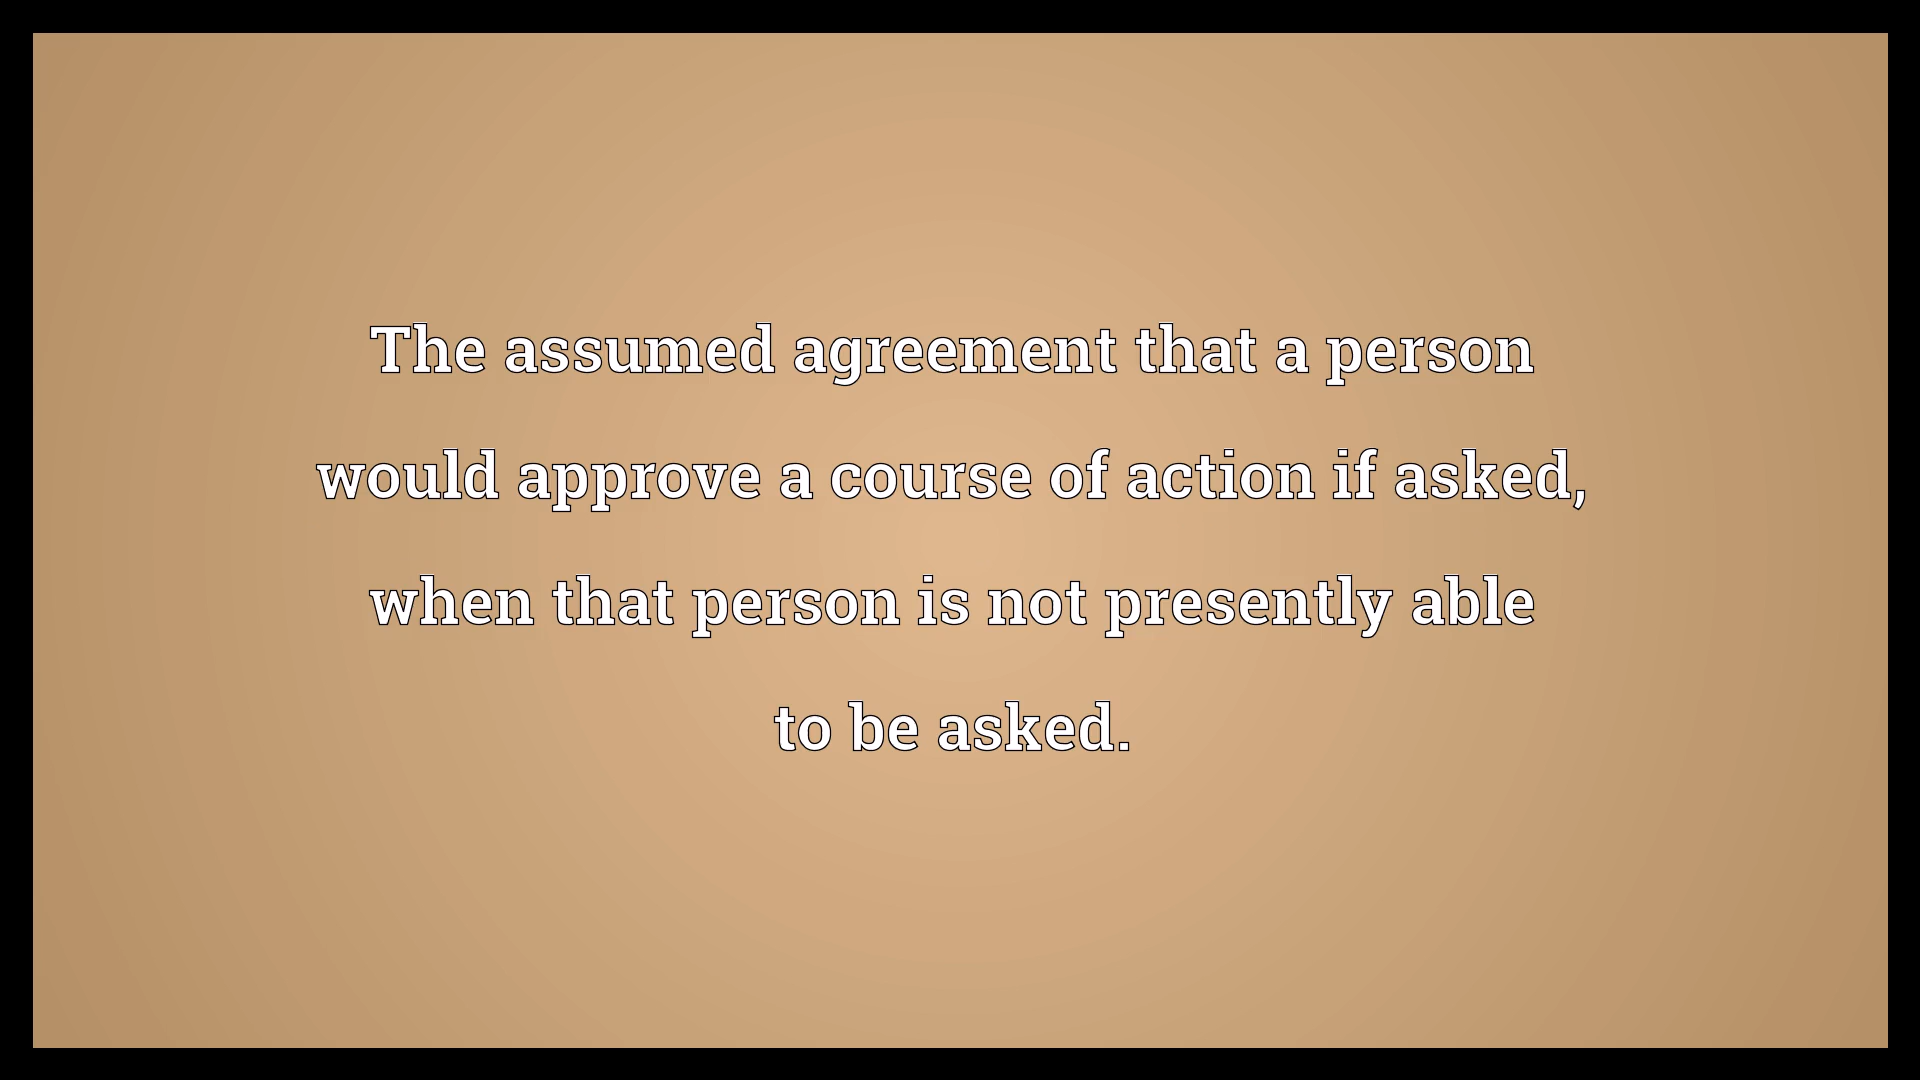 The assumed agreement that a person
would approve a course of action if asked,
when that person is not presently able
to be asked.